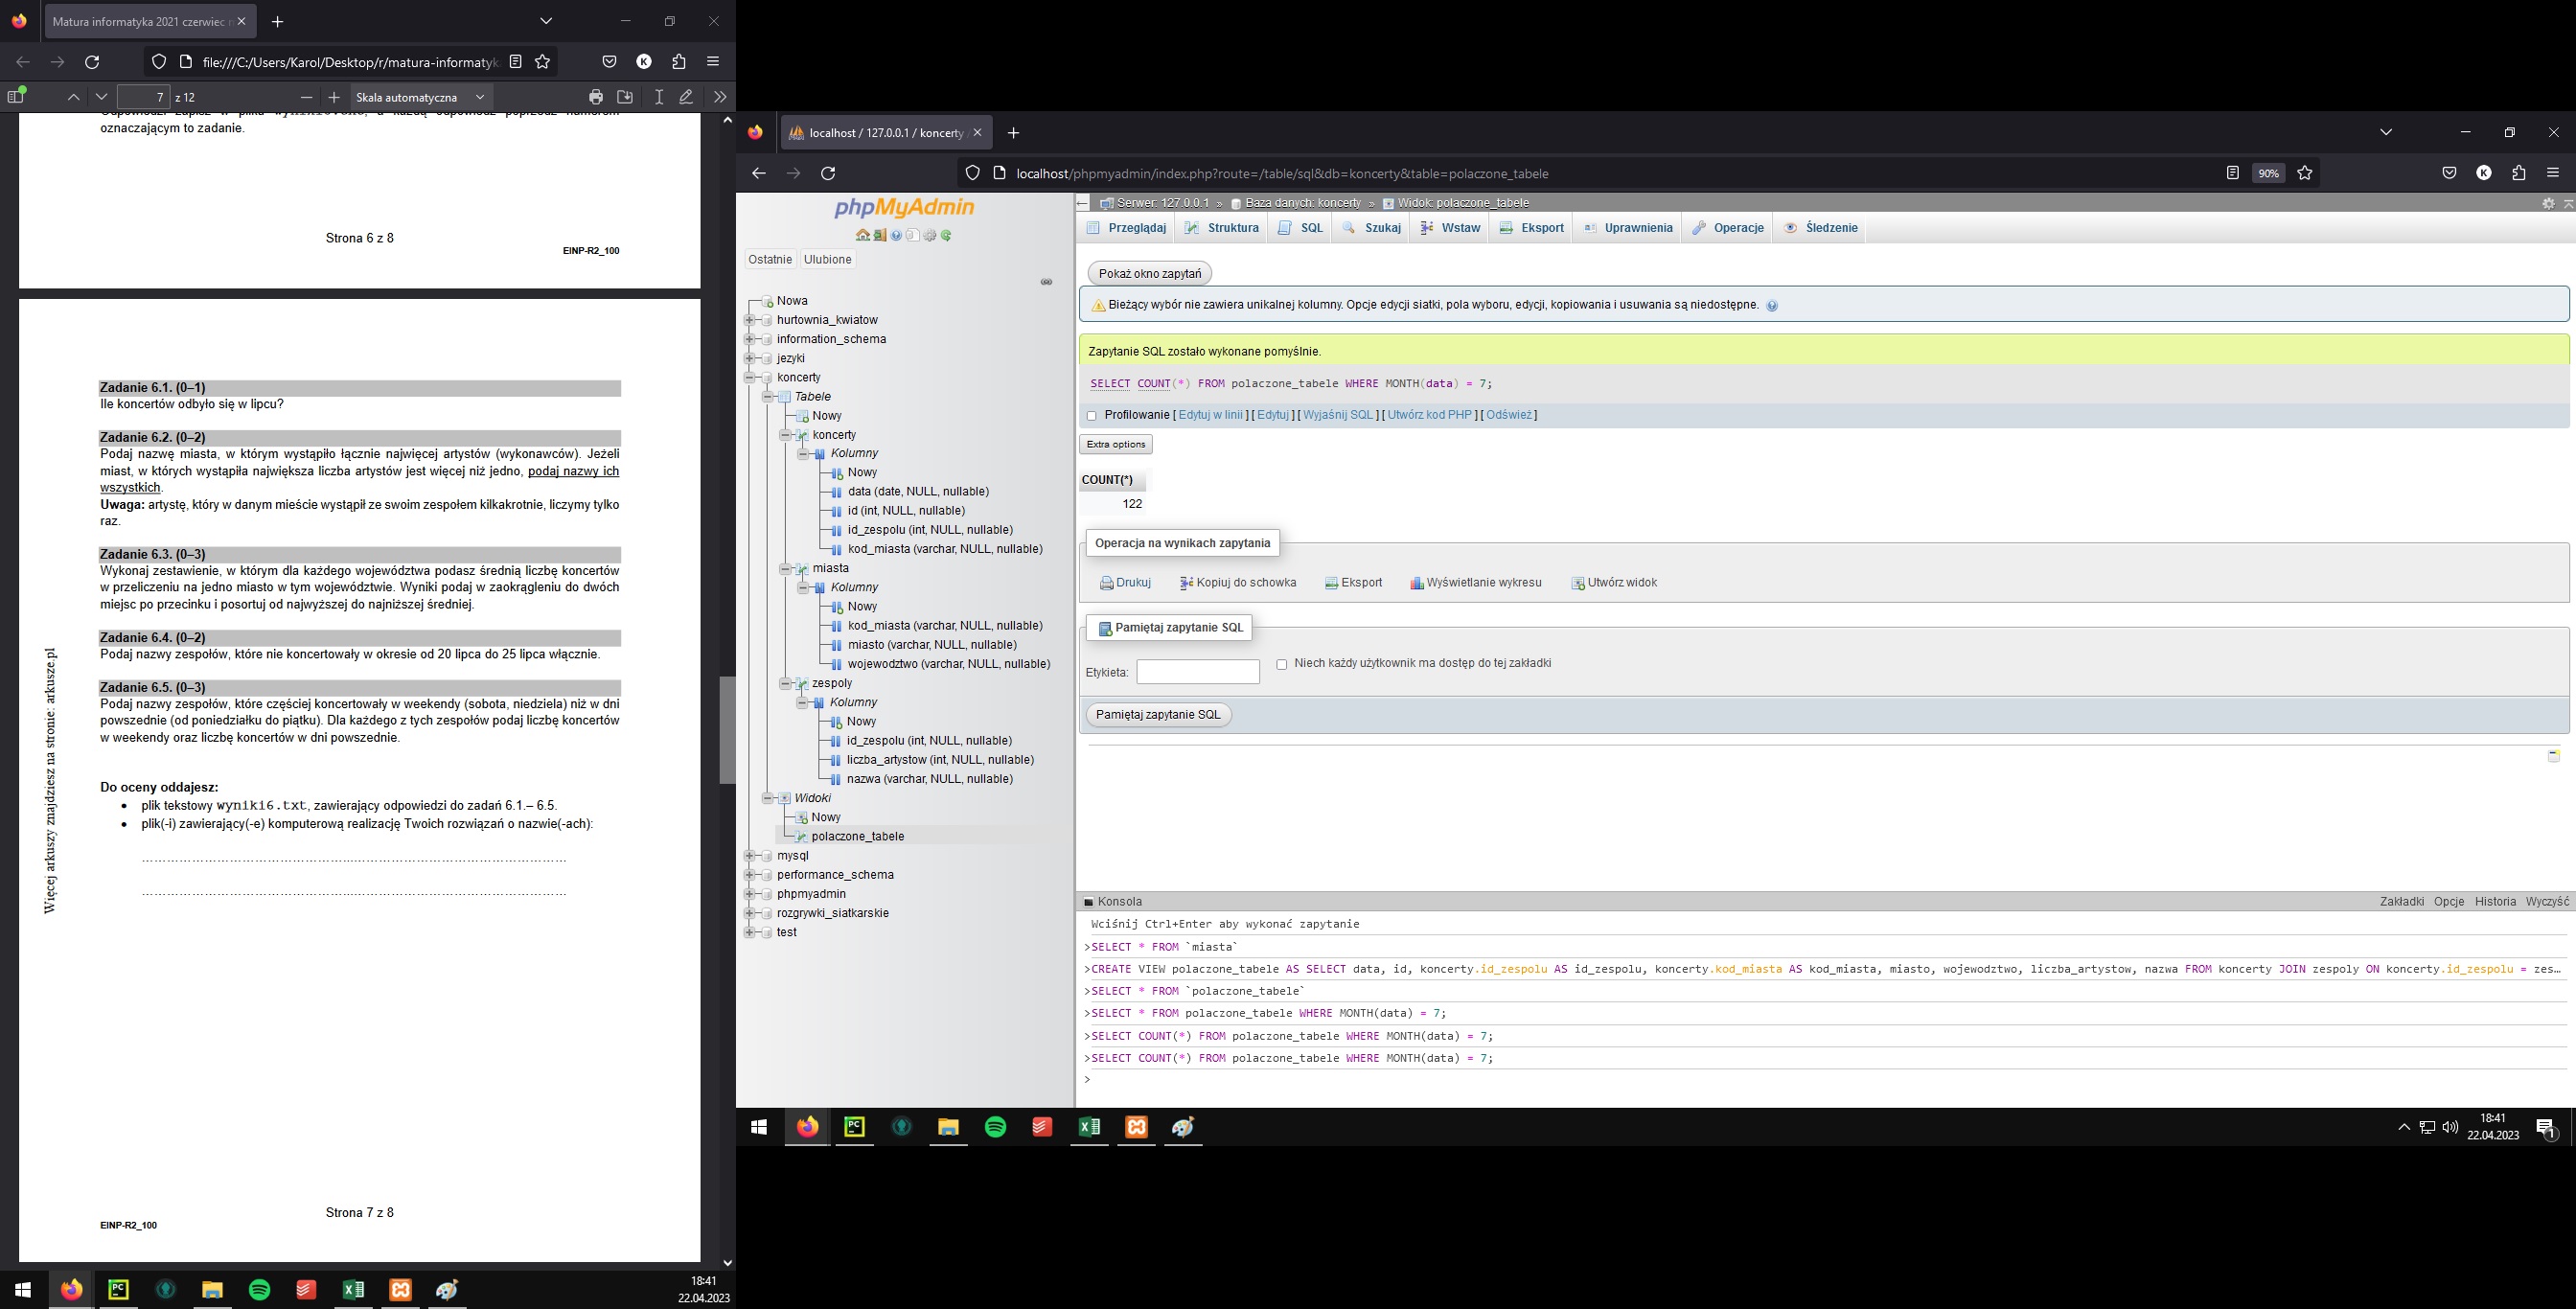 Matura informatyka 2021 czerwiec
file:///C:/Users/Karol/Desktop/r/matura-informatyk
K
7 z 12
Skala automatyczna
oznaczającym to zadanie.
Strona 6 z 8
EINP-R2_100
Zadanie 6.1. (0–1)
Ile koncertów odbyło się w lipcu?
Zadanie 6.2. (0–2)
Podaj nazwę miasta, w którym wystąpiło łącznie najwięcej artystów (wykonawców). Jeżeli
miast, w których wystąpiła największa liczba artystów jest więcej niż jedno, podaj nazwy ich
wszystkich.
Uwaga: artystę, który w danym mieście wystąpił ze swoim zespołem kilkakrotnie, liczymy tylko
raz.
Zadanie 6.3. (0–3)
Wykonaj zestawienie, w którym dla każdego województwa podasz średnią liczbę koncertów
w przeliczeniu na jedno miasto w tym województwie. Wyniki podaj w zaokrągleniu do dwóch
miejsc po przecinku i posortuj od najwyższej do najniższej średniej.
Zadanie 6.4. (0–2)
Podaj nazwy zespołów, które nie koncertowały w okresie od 20 lipca do 25 lipca włącznie.
Zadanie 6.5. (0–3)
Podaj nazwy zespołów, które częściej koncertowały w weekendy (sobota, niedziela) niż w dni
powszednie (od poniedziałku do piątku). Dla każdego z tych zespołów podaj liczbę koncertów
w weekendy oraz liczbę koncertów w dni powszednie.
Do oceny oddajesz:
• plik tekstowy wyniki6.txt, zawierający odpowiedzi do zadań 6.1.– 6.5.
• plik(-i) zawierający(-e) komputerową realizację Twoich rozwiązań o nazwie(-ach):
Więcej arkuszy znajdziesz na stronie: arkusze.pl
Strona 7 z 8
EINP-R2_100
18:41
22.04.2023
localhost / 127.0.0.1 / koncerty
localhost/phpmyadmin/index.php?route=/table/sql&db=koncerty&table=polaczone_tabele
90%
K
phpMyAdmin
Ostatnie
Ulubione
Nowa
hurtownia_kwiatow
information_schema
jezyki
koncerty
Tabele
Nowy
koncerty
Kolumny
Nowy
data (date, NULL, nullable)
id (int, NULL, nullable)
id_zespolu (int, NULL, nullable)
kod_miasta (varchar, NULL, nullable)
miasta
Kolumny
Nowy
kod_miasta (varchar, NULL, nullable)
miasto (varchar, NULL, nullable)
wojewodztwo (varchar, NULL, nullable)
zespoly
Kolumny
Nowy
id_zespolu (int, NULL, nullable)
liczba_artystow (int, NULL, nullable)
nazwa (varchar, NULL, nullable)
Widoki
Nowy
polaczone_tabele
mysql
performance_schema
phpmyadmin
rozgrywki_siatkarskie
test
Serwer: 127.0.0.1 » Baza danych: koncerty » Widok: polaczone_tabele
Przeglądaj Struktura SQL Szukaj Wstaw Eksport Uprawnienia Operacje Śledzenie
Pokaż okno zapytań
Bieżący wybór nie zawiera unikalnej kolumny. Opcje edycji siatki, pola wyboru, edycji, kopiowania i usuwania są niedostępne.
Zapytanie SQL zostało wykonane pomyślnie.
SELECT COUNT(*) FROM polaczone_tabele WHERE MONTH(data) = 7;
Profilowanie [ Edytuj w linii ] [ Edytuj ] [ Wyjaśnij SQL ] [ Utwórz kod PHP ] [ Odśwież ]
Extra options
COUNT(*)
122
Operacja na wynikach zapytania
Drukuj Kopiuj do schowka Eksport Wyświetlanie wykresu Utwórz widok
Pamiętaj zapytanie SQL
Etykieta:
Niech każdy użytkownik ma dostęp do tej zakładki
Pamiętaj zapytanie SQL
Konsola
Zakładki Opcje Historia Wyczyść
Wciśnij Ctrl+Enter aby wykonać zapytanie
>SELECT * FROM `miasta`
>CREATE VIEW polaczone_tabele AS SELECT data, id, koncerty.id_zespolu AS id_zespolu, koncerty.kod_miasta AS kod_miasta, miasto, wojewodztwo, liczba_artystow, nazwa FROM koncerty JOIN zespoly ON koncerty.id_zespolu = zes…
>SELECT * FROM `polaczone_tabele`
>SELECT * FROM polaczone_tabele WHERE MONTH(data) = 7;
>SELECT COUNT(*) FROM polaczone_tabele WHERE MONTH(data) = 7;
>SELECT COUNT(*) FROM polaczone_tabele WHERE MONTH(data) = 7;
>
18:41
22.04.2023
1